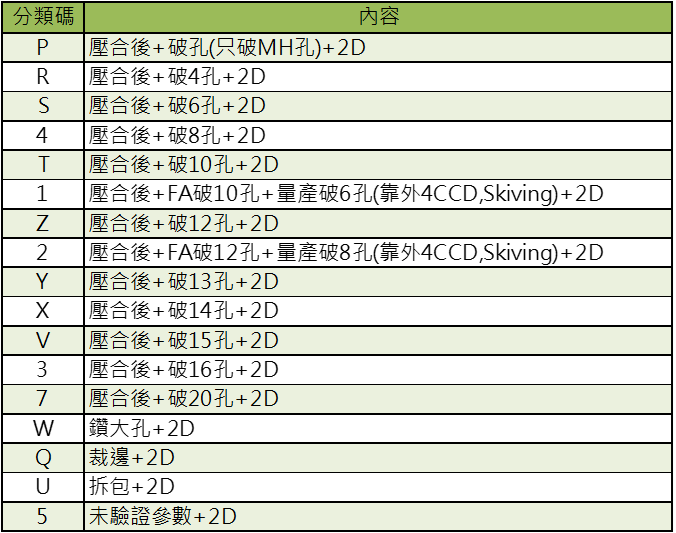 分類碼 內容
P 壓合後+破孔(只破MH孔)+2D
R 壓合後+破4孔+2D
S 壓合後+破6孔+2D
4 壓合後+破8孔+2D
T 壓合後+破10孔+2D
1 壓合後+FA破10孔+量產破6孔(靠外4CCD,Skiving)+2D
Z 壓合後+破12孔+2D
2 壓合後+FA破12孔+量產破8孔(靠外4CCD,Skiving)+2D
Y 壓合後+破13孔+2D
X 壓合後+破14孔+2D
V 壓合後+破15孔+2D
3 壓合後+破16孔+2D
7 壓合後+破20孔+2D
W 鑽大孔+2D
Q 裁邊+2D
U 拆包+2D
5 未驗證參數+2D